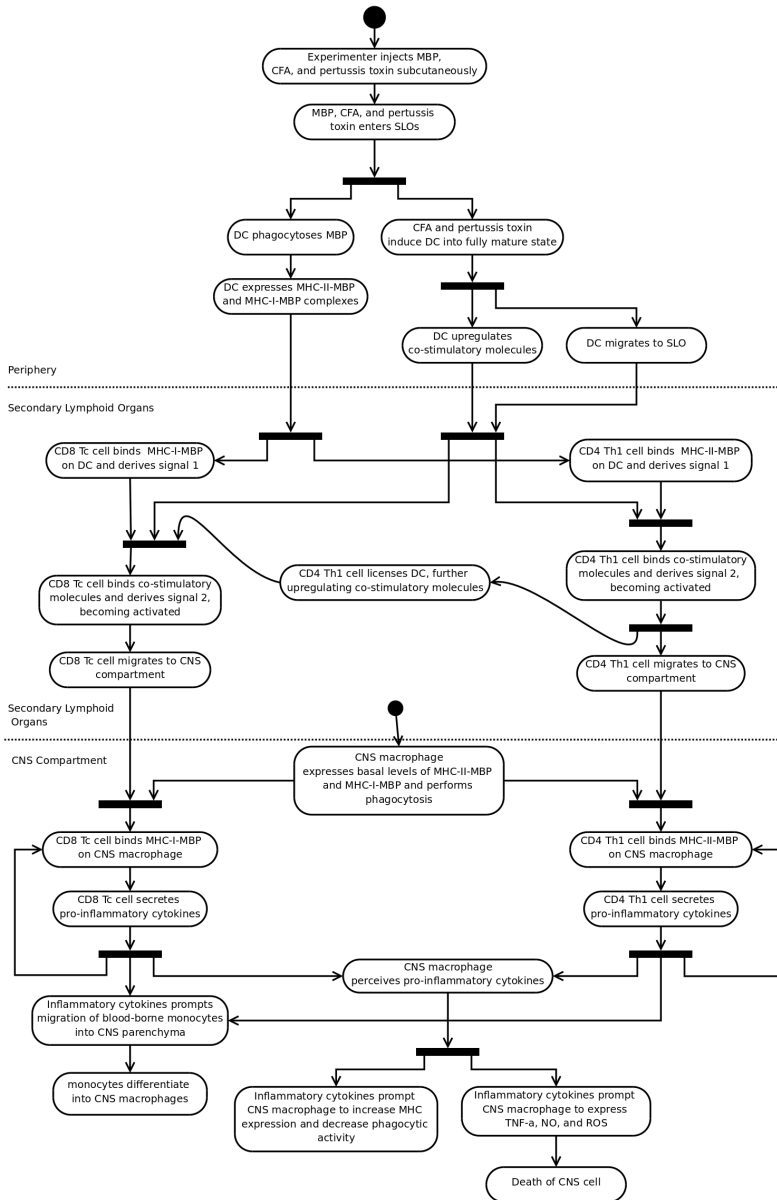 Experimenter injects MBP,
CFA, and pertussis toxin subcutaneously
MBP, CFA, and pertussis
toxin enters SLOs
DC phagocytoses MBP
CFA and pertussis toxin
induce DC into fully mature state
DC expresses MHC-II-MBP
and MHC-I-MBP complexes
DC upregulates
co-stimulatory molecules
DC migrates to SLO
Periphery
Secondary Lymphoid Organs
CD8 Tc cell binds MHC-I-MBP
on DC and derives signal 1
CD4 Th1 cell binds MHC-II-MBP
on DC and derives signal 1
CD8 Tc cell binds co-stimulatory
molecules and derives signal 2,
becoming activated
CD4 Th1 cell licenses DC, further
upregulating co-stimulatory molecules
CD4 Th1 cell binds co-stimulatory
molecules and derives signal 2,
becoming activated
CD8 Tc cell migrates to CNS
compartment
CD4 Th1 cell migrates to CNS
compartment
Secondary Lymphoid
Organs
CNS Compartment
CNS macrophage
expresses basal levels of MHC-II-MBP
and MHC-I-MBP and performs
phagocytosis
CD8 Tc cell binds MHC-I-MBP
on CNS macrophage
CD4 Th1 cell binds MHC-II-MBP
on CNS macrophage
CD8 Tc cell secretes
pro-inflammatory cytokines
CD4 Th1 cell secretes
pro-inflammatory cytokines
CNS macrophage
perceives pro-inflammatory cytokines
Inflammatory cytokines prompts
migration of blood-borne monocytes
into CNS parenchyma
monocytes differentiate
into CNS macrophages
Inflammatory cytokines prompt
CNS macrophage to increase MHC
expression and decrease phagocytic
activity
Inflammatory cytokines prompt
CNS macrophage to express
TNF-a, NO, and ROS
Death of CNS cell